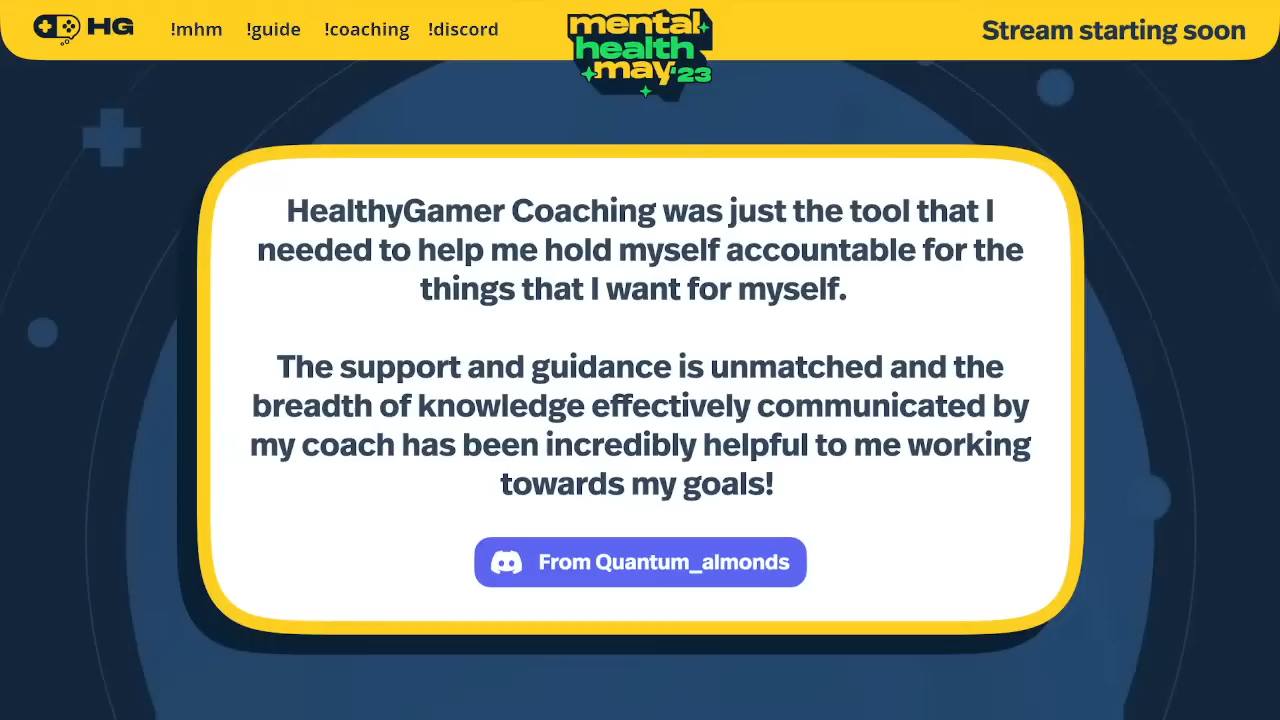 HG
!mhm
!guide
!coaching
!discord
mental
health
may'23
Stream starting soon
HealthyGamer Coaching was just the tool that I
needed to help me hold myself accountable for the
things that I want for myself.
The support and guidance is unmatched and the
breadth of knowledge effectively communicated by
my coach has been incredibly helpful to me working
towards my goals!
From Quantum_almonds